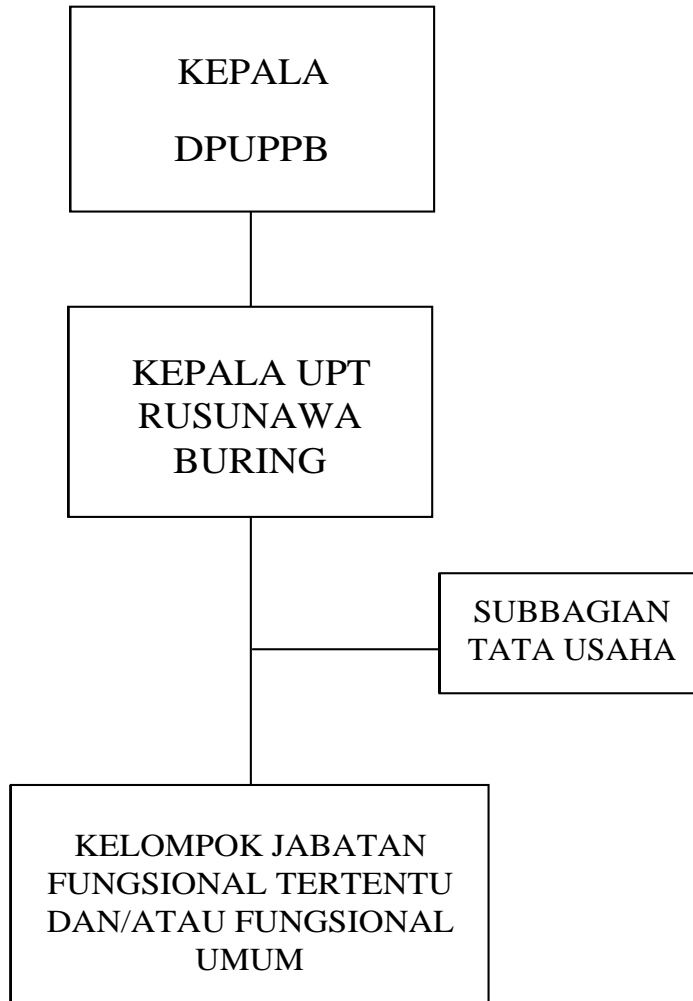 KEPALA
DPUPPB
KEPALA UPT
RUSUNAWA
BURING
SUBBAGIAN
TATA USAHA
KELOMPOK JABATAN
FUNGSIONAL TERTENTU
DAN/ATAU FUNGSIONAL
UMUM